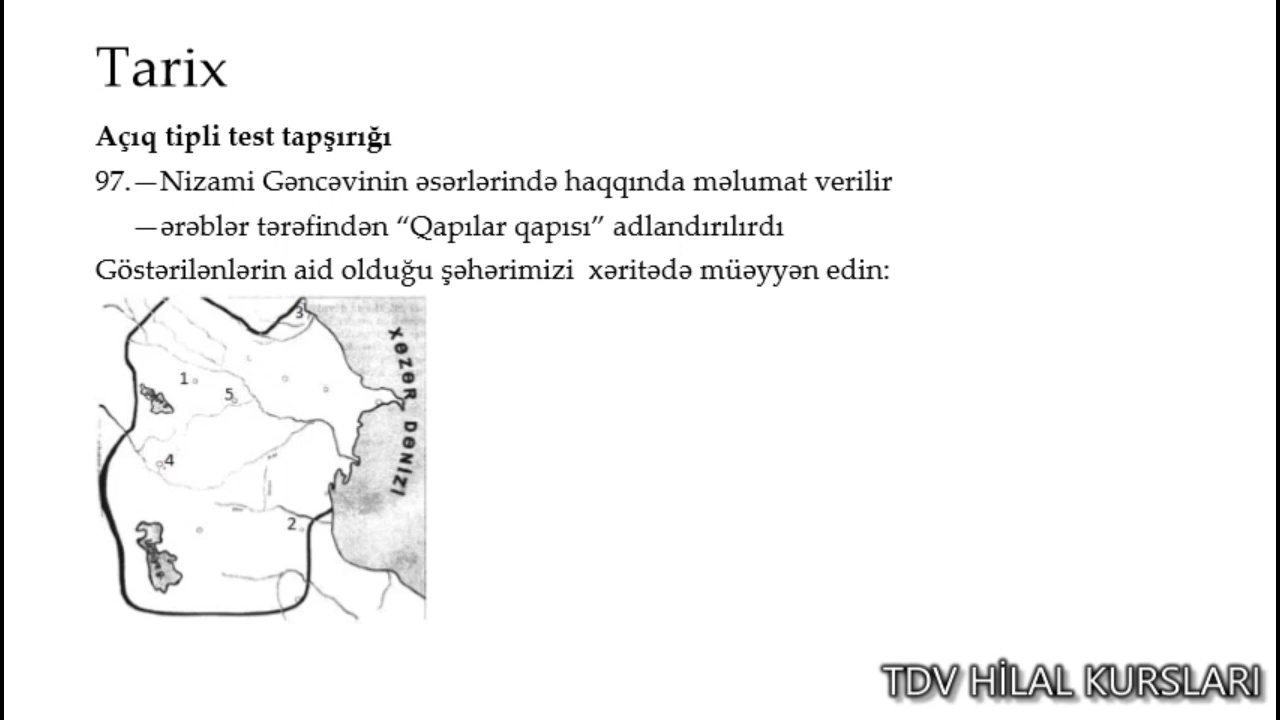 Tarix
Açıq tipli test tapşırığı
97.—Nizami Gəncəvinin əsərlərində haqqında məlumat verilir
—ərəblər tərəfindən “Qapılar qapısı” adlandırılırdı
Göstərilənlərin aid olduğu şəhərimizi xəritədə müəyyən edin:
3
XƏZƏR DƏNİZİ
1
5
4
2
TDV HİLAL KURSLARI